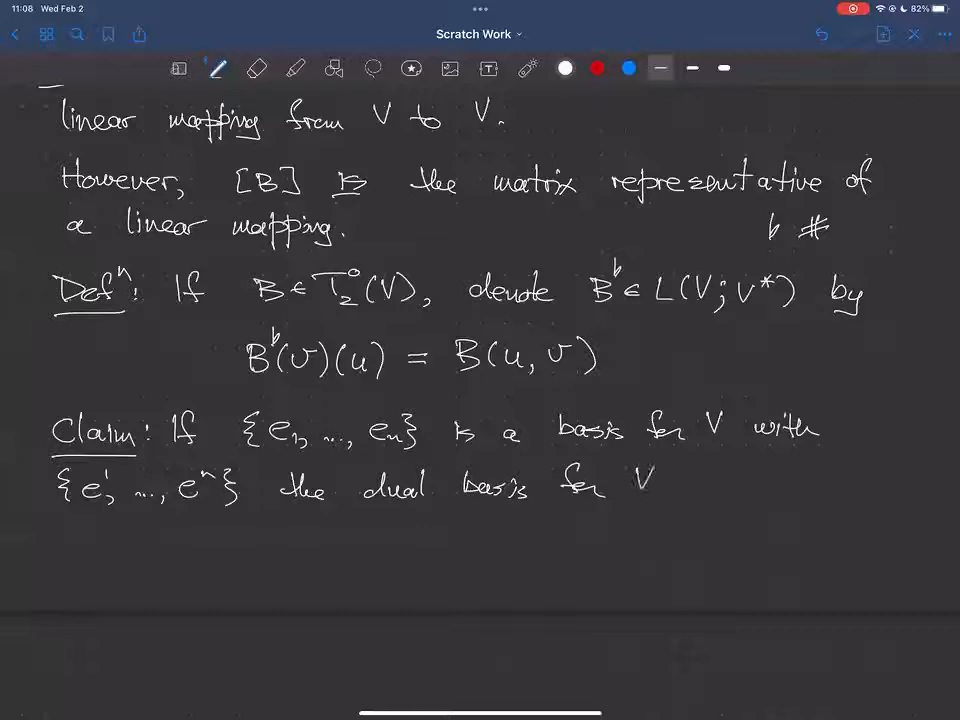 11:08 Wed Feb 2
82%
Scratch Work
linear mapping from V to V.
However, [B] is the matrix representative of
a linear mapping. ♭ #
Defⁿ: If B ∈ T⁰₂(V), denote B♭ ∈ L(V; V*) by
B♭(v)(u) = B(u, v)
Claim: If {e₁, ..., eₙ} is a basis for V with
{e¹, ..., eⁿ} the dual basis for V